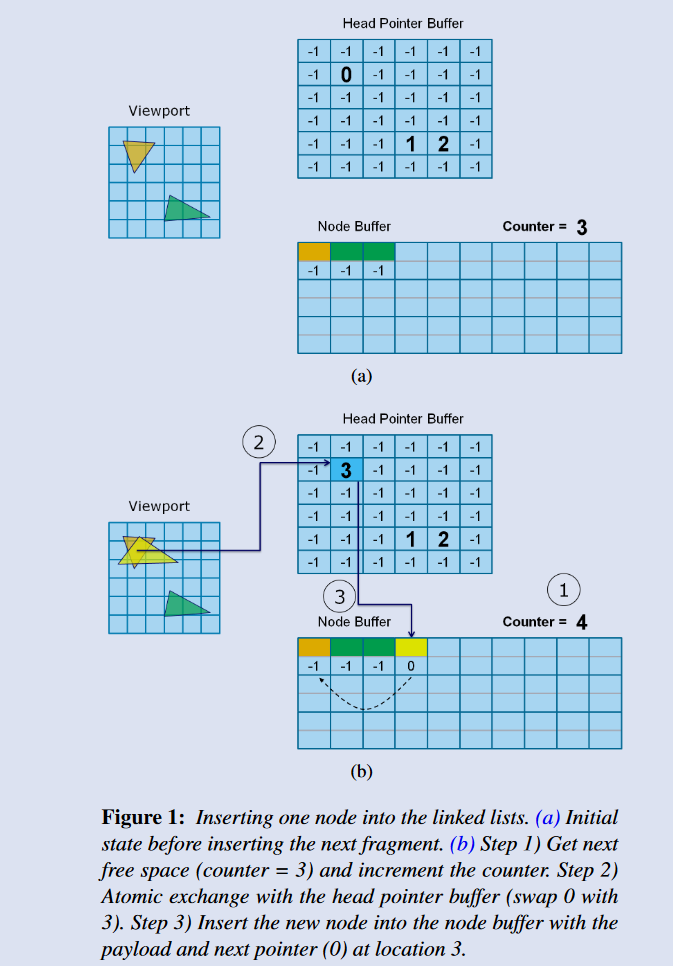 Head Pointer Buffer
-1 -1 -1 -1 -1 -1
-1 0 -1 -1 -1 -1
-1 -1 -1 -1 -1 -1
-1 -1 -1 -1 -1 -1
-1 -1 -1 1 2 -1
-1 -1 -1 -1 -1 -1
Viewport
Node Buffer
Counter = 3
-1 -1 -1
(a)
Head Pointer Buffer
2
-1 -1 -1 -1 -1 -1
-1 3 -1 -1 -1 -1
-1 -1 -1 -1 -1 -1
-1 -1 -1 -1 -1 -1
-1 -1 -1 1 2 -1
-1 -1 -1 -1 -1 -1
Viewport
3
1
Node Buffer
Counter = 4
-1 -1 -1 0
(b)
Figure 1: Inserting one node into the linked lists. (a) Initial
state before inserting the next fragment. (b) Step 1) Get next
free space (counter = 3) and increment the counter. Step 2)
Atomic exchange with the head pointer buffer (swap 0 with
3). Step 3) Insert the new node into the node buffer with the
payload and next pointer (0) at location 3.